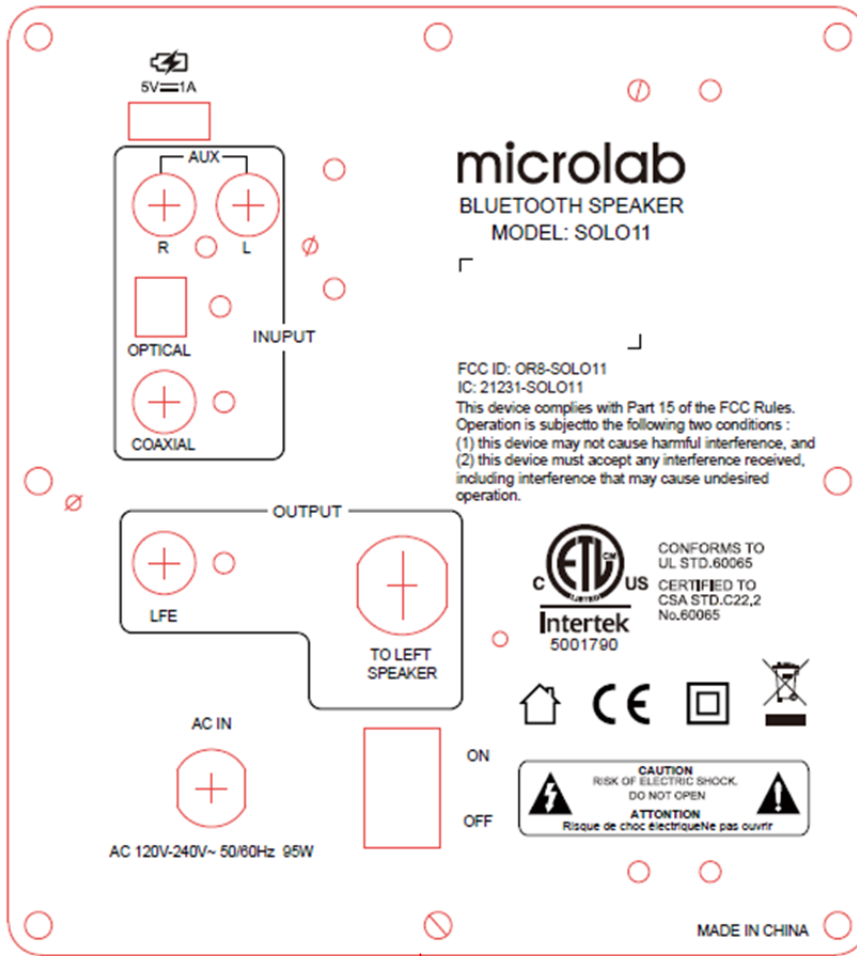 5V⎓1A
AUX
R L
OPTICAL
INUPUT
COAXIAL
microlab
BLUETOOTH SPEAKER
MODEL: SOLO11
FCC ID: OR8-SOLO11
IC: 21231-SOLO11
This device complies with Part 15 of the FCC Rules.
Operation is subjectto the following two conditions :
(1) this device may not cause harmful interference, and
(2) this device must accept any interference received,
including interference that may cause undesired
operation.
OUTPUT
LFE
TO LEFT
SPEAKER
C ETL CM US
LISTED
Intertek
5001790
CONFORMS TO
UL STD.60065
CERTIFIED TO
CSA STD.C22,2
No.60065
CE
AC IN
ON
OFF
AC 120V-240V~ 50/60Hz 95W
CAUTION
RISK OF ELECTRIC SHOCK.
DO NOT OPEN
ATTONTION
Risque de choc électriqueNe pas ouvrir
MADE IN CHINA